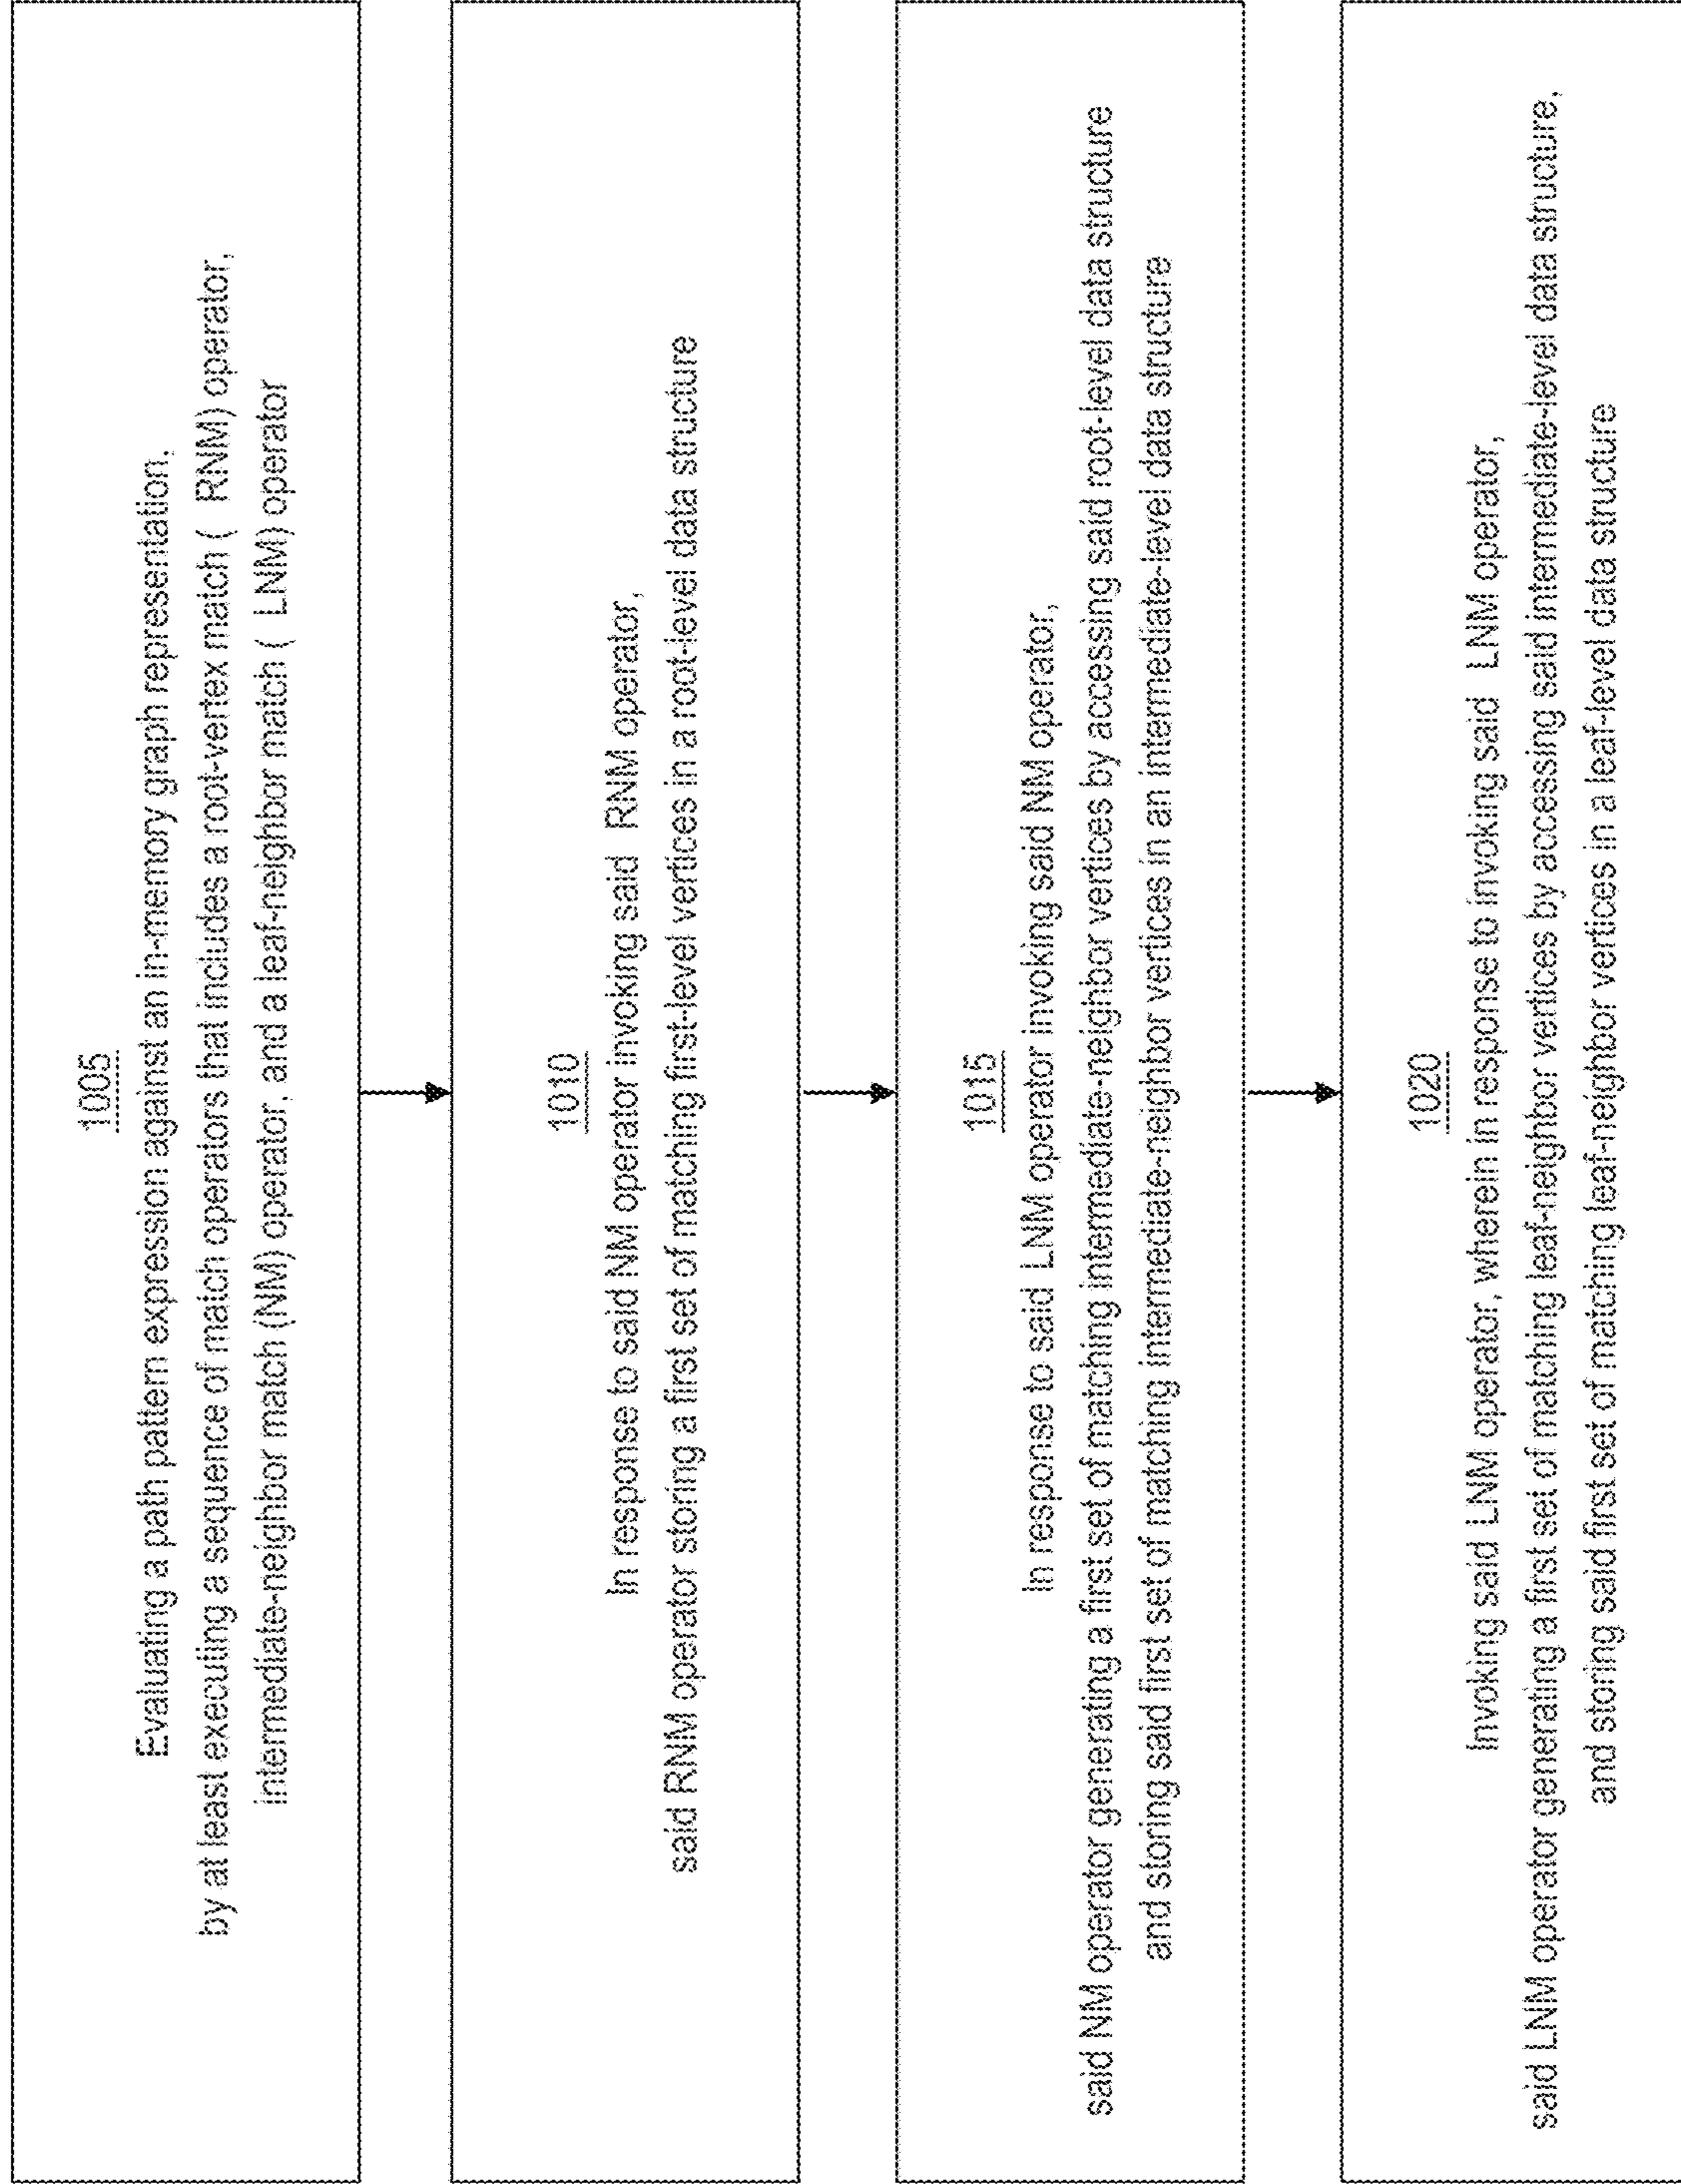 1005
Evaluating a path pattern expression against an in-memory graph representation,
by at least executing a sequence of match operators that includes a root-vertex match ( RNM) operator,
intermediate-neighbor match (NM) operator, and a leaf-neighbor match ( LNM) operator
1010
In response to said NM operator invoking said RNM operator,
said RNM operator storing a first set of matching first-level vertices in a root-level data structure
1015
In response to said LNM operator invoking said NM operator,
said NM operator generating a first set of matching intermediate-neighbor vertices by accessing said root-level data structure
and storing said first set of matching intermediate-neighbor vertices in an intermediate-level data structure
1020
Invoking said LNM operator, wherein in response to invoking said LNM operator,
said LNM operator generating a first set of matching leaf-neighbor vertices by accessing said intermediate-level data structure,
and storing said first set of matching leaf-neighbor vertices in a leaf-level data structure